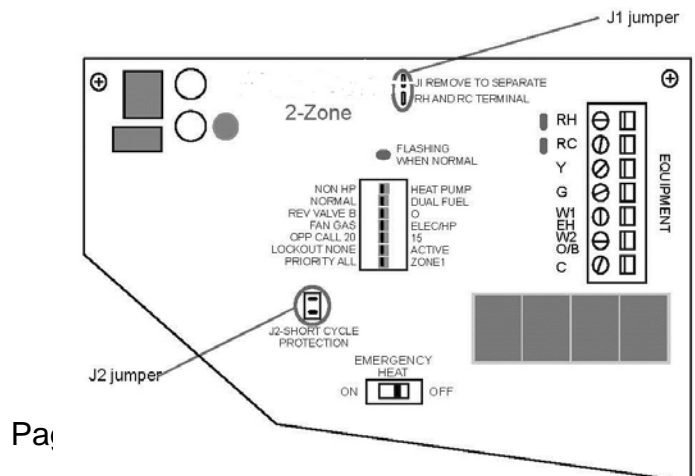 J1 jumper
J1 REMOVE TO SEPARATE
RH AND RC TERMINAL
2-Zone
FLASHING
WHEN NORMAL
NON HP HEAT PUMP
NORMAL DUAL FUEL
REV VALVE B O
FAN GAS ELEC/HP
OPP CALL 20 15
LOCKOUT NONE ACTIVE
PRIORITY ALL ZONE1
RH
RC
Y
G
W1
EH
W2
O/B
C
EQUIPMENT
J2-SHORT CYCLE
PROTECTION
J2 jumper
EMERGENCY
HEAT
ON OFF